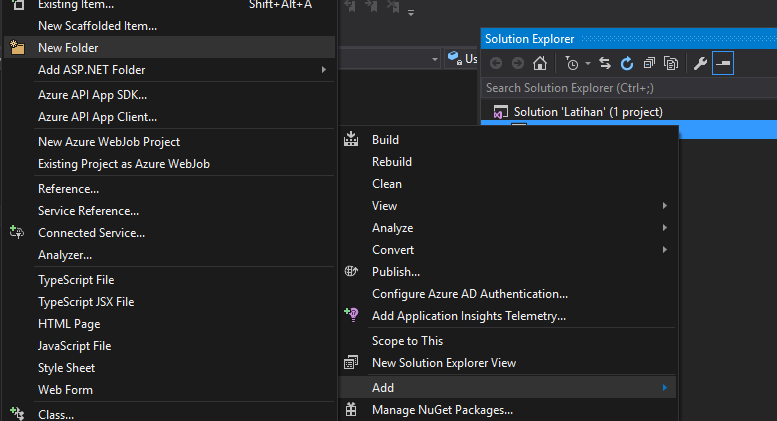 Existing Item... Shift+Alt+A
New Scaffolded Item...
New Folder
Add ASP.NET Folder
Azure API App SDK...
Azure API App Client...
New Azure WebJob Project
Existing Project as Azure WebJob
Reference...
Service Reference...
Connected Service...
Analyzer...
TypeScript File
TypeScript JSX File
HTML Page
JavaScript File
Style Sheet
Web Form
Class...
Us
Solution Explorer
Search Solution Explorer (Ctrl+;)
Solution 'Latihan' (1 project)
Build
Rebuild
Clean
View
Analyze
Convert
Publish...
Configure Azure AD Authentication...
Add Application Insights Telemetry...
Scope to This
New Solution Explorer View
Add
Manage NuGet Packages...